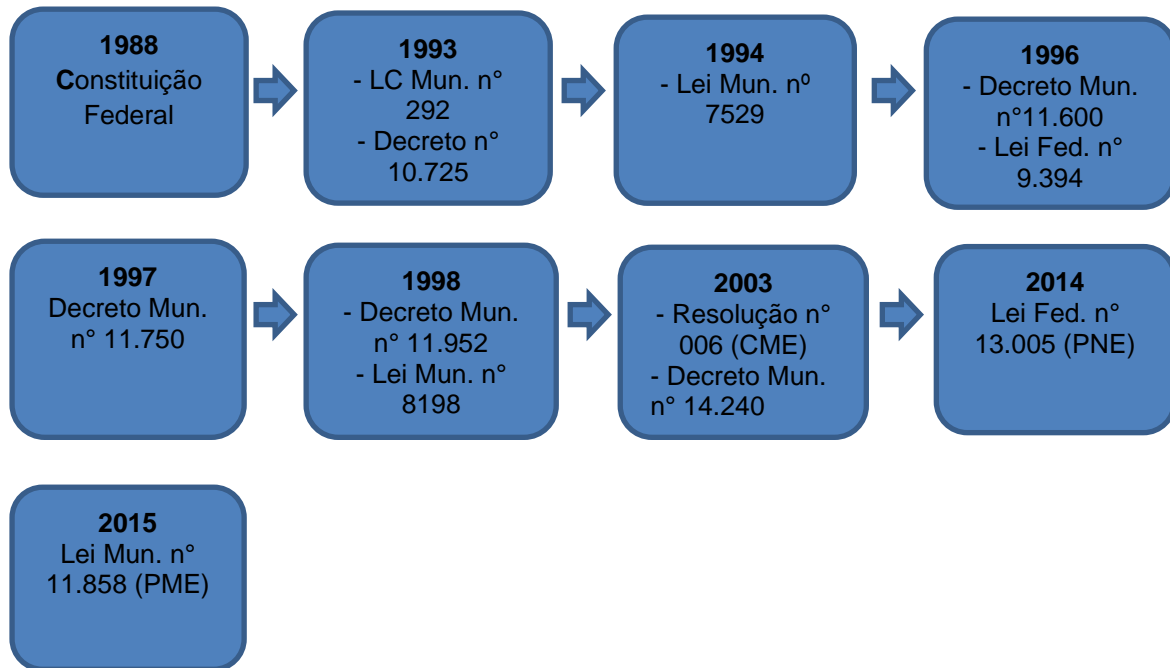 1988
Constituição
Federal
1993
- LC Mun. n°
292
- Decreto n°
10.725
1994
- Lei Mun. nº
7529
1996
- Decreto Mun.
n°11.600
- Lei Fed. n°
9.394
1997
Decreto Mun.
n° 11.750
1998
- Decreto Mun.
n° 11.952
- Lei Mun. n°
8198
2003
- Resolução n°
006 (CME)
- Decreto Mun.
n° 14.240
2014
Lei Fed. n°
13.005 (PNE)
2015
Lei Mun. n°
11.858 (PME)